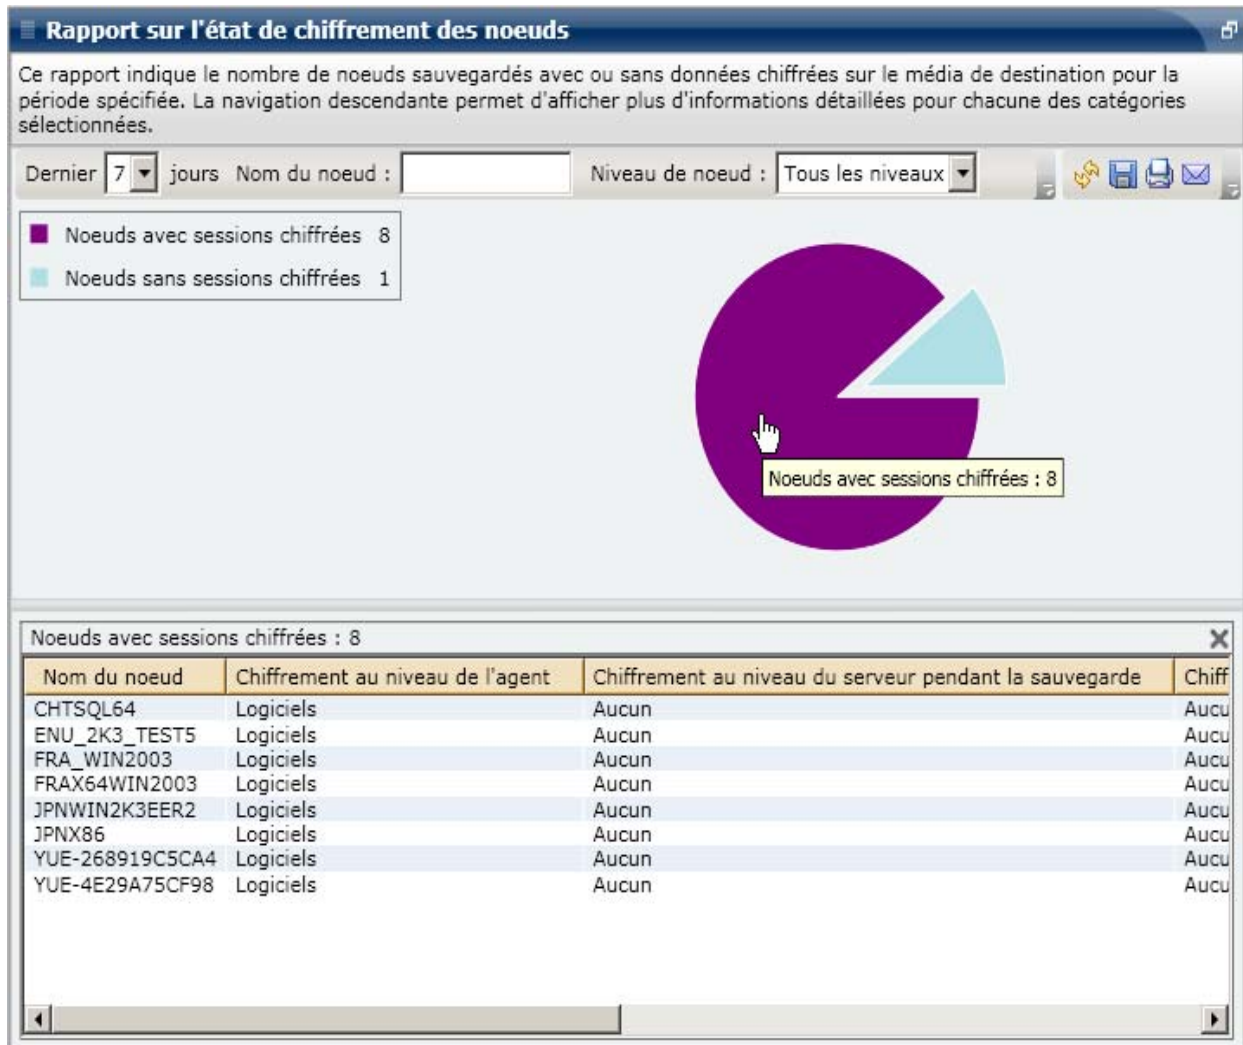 Rapport sur l'état de chiffrement des noeuds
Ce rapport indique le nombre de noeuds sauvegardés avec ou sans données chiffrées sur le média de destination pour la
période spécifiée. La navigation descendante permet d'afficher plus d'informations détaillées pour chacune des catégories
sélectionnées.
Dernier 7 jours Nom du noeud : Niveau de noeud : Tous les niveaux
Noeuds avec sessions chiffrées 8
Noeuds sans sessions chiffrées 1
Noeuds avec sessions chiffrées : 8
Noeuds avec sessions chiffrées : 8
Nom du noeud Chiffrement au niveau de l'agent Chiffrement au niveau du serveur pendant la sauvegarde Chiff
CHTSQL64 Logiciels Aucun Aucu
ENU_2K3_TEST5 Logiciels Aucun Aucu
FRA_WIN2003 Logiciels Aucun Aucu
FRAX64WIN2003 Logiciels Aucun Aucu
JPNWIN2K3EER2 Logiciels Aucun Aucu
JPNX86 Logiciels Aucun Aucu
YUE-268919C5CA4 Logiciels Aucun Aucu
YUE-4E29A75CF98 Logiciels Aucun Aucu